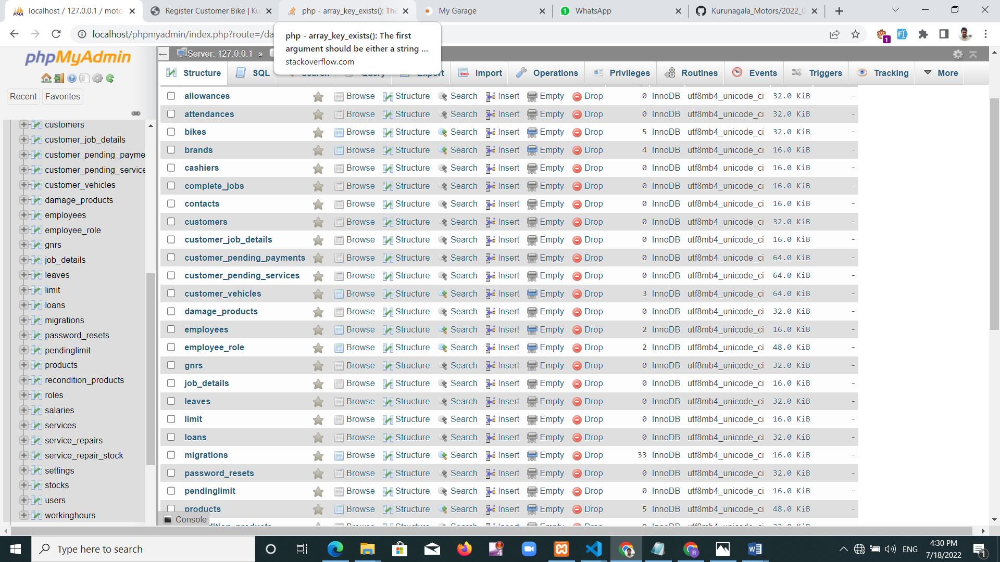 localhost / 127.0.0.1 / moto
Register Customer Bike | Ku
php - array_key_exists(): The
My Garage
WhatsApp
Kurunagala_Motors/2022_0
localhost/phpmyadmin/index.php?route=/da
1
php - array_key_exists(): The first
argument should be either a string ...
stackoverflow.com
phpMyAdmin
Server: 127.0.0.1 »
Structure SQL Search Query Export Import Operations Privileges Routines Events Triggers Tracking More
Recent Favorites
customers
customer_job_details
customer_pending_payme
customer_pending_service
customer_vehicles
damage_products
employees
employee_role
gnrs
job_details
leaves
limit
loans
migrations
password_resets
pendinglimit
products
recondition_products
roles
salaries
services
service_repairs
service_repair_stock
settings
stocks
users
workinghours
allowances Browse Structure Search Insert Empty Drop 0 InnoDB utf8mb4_unicode_ci 32.0 KiB -
attendances Browse Structure Search Insert Empty Drop 0 InnoDB utf8mb4_unicode_ci 32.0 KiB -
bikes Browse Structure Search Insert Empty Drop 5 InnoDB utf8mb4_unicode_ci 32.0 KiB -
brands Browse Structure Search Insert Empty Drop 4 InnoDB utf8mb4_unicode_ci 16.0 KiB -
cashiers Browse Structure Search Insert Empty Drop 0 InnoDB utf8mb4_unicode_ci 16.0 KiB -
complete_jobs Browse Structure Search Insert Empty Drop 0 InnoDB utf8mb4_unicode_ci 16.0 KiB -
contacts Browse Structure Search Insert Empty Drop 0 InnoDB utf8mb4_unicode_ci 16.0 KiB -
customers Browse Structure Search Insert Empty Drop 0 InnoDB utf8mb4_unicode_ci 32.0 KiB -
customer_job_details Browse Structure Search Insert Empty Drop 0 InnoDB utf8mb4_unicode_ci 16.0 KiB -
customer_pending_payments Browse Structure Search Insert Empty Drop 0 InnoDB utf8mb4_unicode_ci 64.0 KiB -
customer_pending_services Browse Structure Search Insert Empty Drop 0 InnoDB utf8mb4_unicode_ci 64.0 KiB -
customer_vehicles Browse Structure Search Insert Empty Drop 3 InnoDB utf8mb4_unicode_ci 64.0 KiB -
damage_products Browse Structure Search Insert Empty Drop 0 InnoDB utf8mb4_unicode_ci 32.0 KiB -
employees Browse Structure Search Insert Empty Drop 2 InnoDB utf8mb4_unicode_ci 16.0 KiB -
employee_role Browse Structure Search Insert Empty Drop 2 InnoDB utf8mb4_unicode_ci 48.0 KiB -
gnrs Browse Structure Search Insert Empty Drop 0 InnoDB utf8mb4_unicode_ci 32.0 KiB -
job_details Browse Structure Search Insert Empty Drop 0 InnoDB utf8mb4_unicode_ci 16.0 KiB -
leaves Browse Structure Search Insert Empty Drop 0 InnoDB utf8mb4_unicode_ci 32.0 KiB -
limit Browse Structure Search Insert Empty Drop 0 InnoDB utf8mb4_unicode_ci 16.0 KiB -
loans Browse Structure Search Insert Empty Drop 0 InnoDB utf8mb4_unicode_ci 32.0 KiB -
migrations Browse Structure Search Insert Empty Drop 33 InnoDB utf8mb4_unicode_ci 16.0 KiB -
password_resets Browse Structure Search Insert Empty Drop 0 InnoDB utf8mb4_unicode_ci 32.0 KiB -
pendinglimit Browse Structure Search Insert Empty Drop 0 InnoDB utf8mb4_unicode_ci 16.0 KiB -
products Browse Structure Search Insert Empty Drop 5 InnoDB utf8mb4_unicode_ci 48.0 KiB -
Console
Type here to search
ENG
4:30 PM
7/18/2022
1